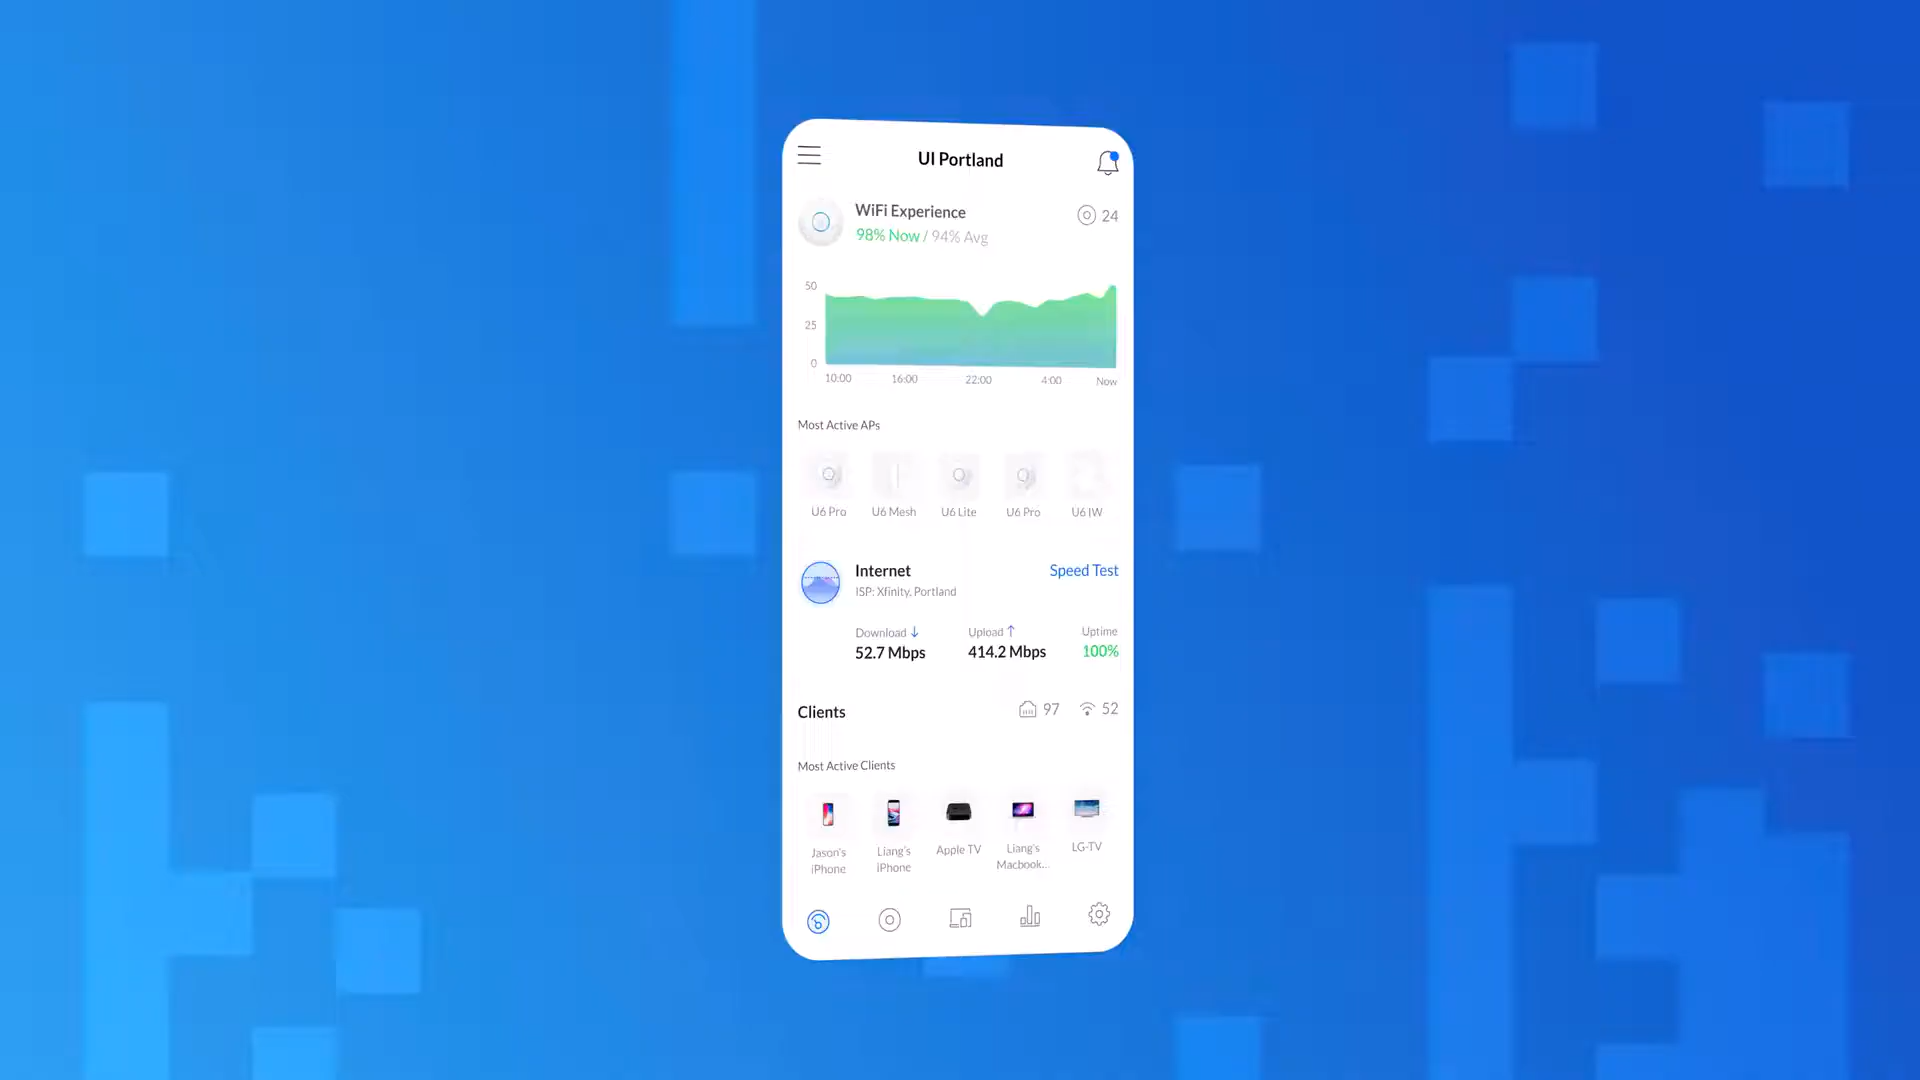 UI Portland
WiFi Experience
24
98% Now / 94% Avg
50
25
0
10:00 16:00 22:00 4:00 Now
Most Active APs
U6 Pro U6 Mesh U6 Lite U6 Pro U6 IW
Internet
Speed Test
ISP: Xfinity, Portland
Download ↓ Upload ↑ Uptime
52.7 Mbps 414.2 Mbps 100%
Clients 97 52
Most Active Clients
Jason's Liang's Apple TV Liang's LG-TV
iPhone iPhone Macbook...